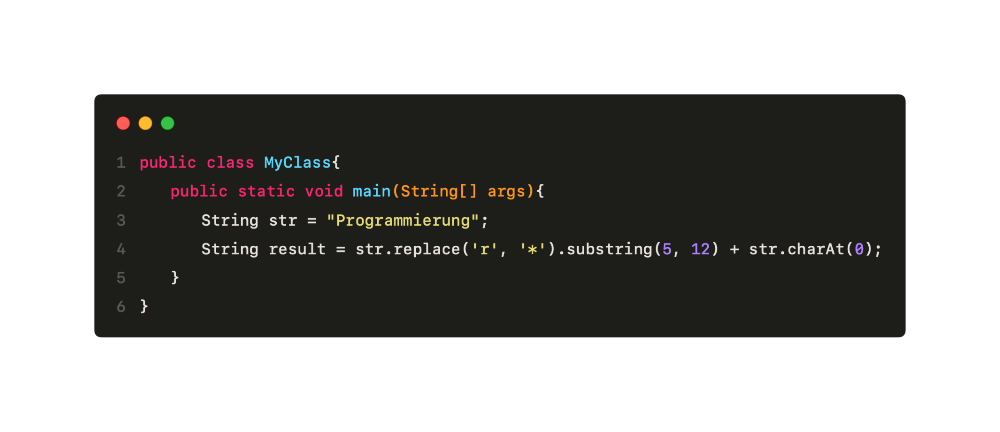 1 public class MyClass{
2 public static void main(String[] args){
3 String str = "Programmierung";
4 String result = str.replace('r', '*').substring(5, 12) + str.charAt(0);
5 }
6 }